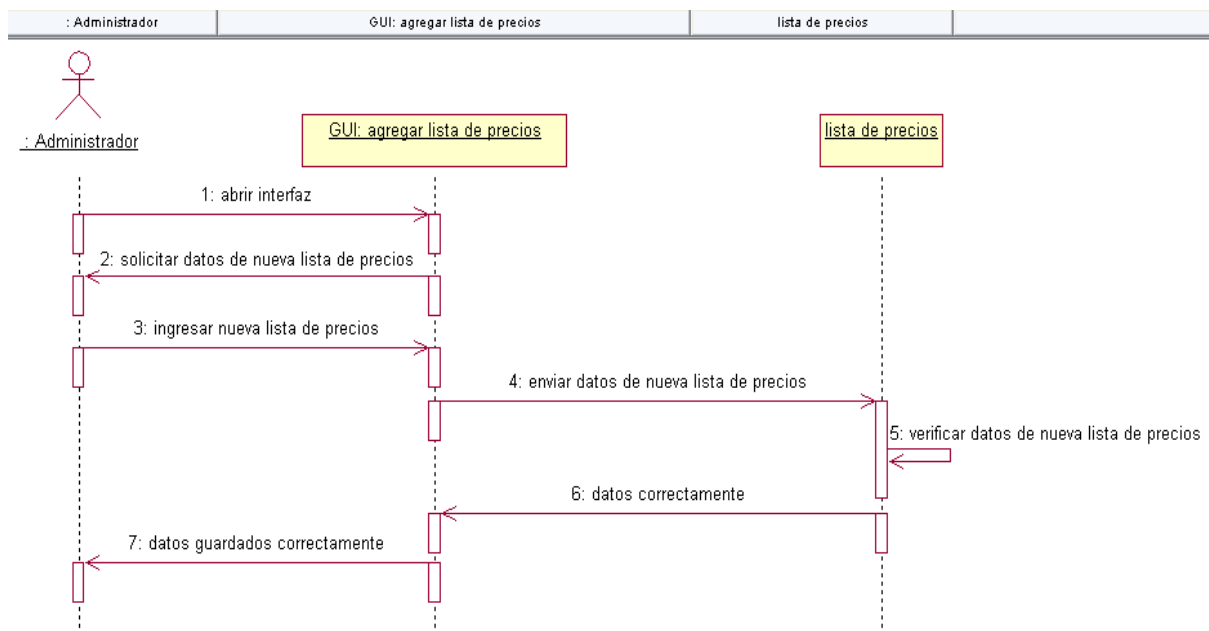 : Administrador
GUI: agregar lista de precios
lista de precios
: Administrador
GUI: agregar lista de precios
lista de precios
1: abrir interfaz
2: solicitar datos de nueva lista de precios
3: ingresar nueva lista de precios
4: enviar datos de nueva lista de precios
5: verificar datos de nueva lista de precios
6: datos correctamente
7: datos guardados correctamente